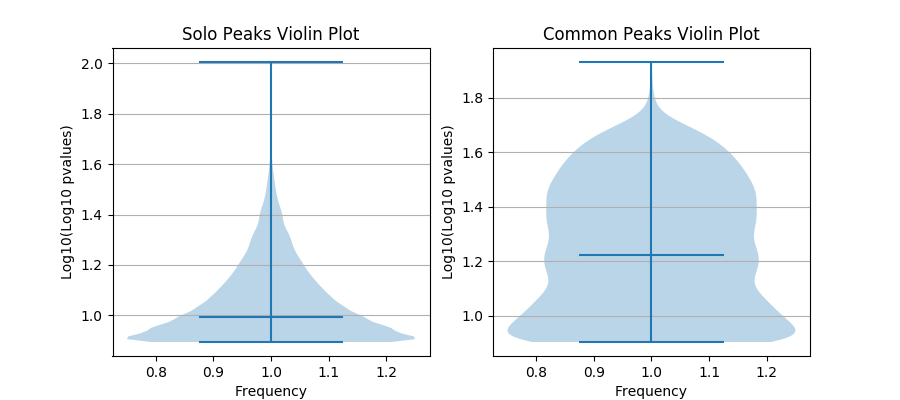 Solo Peaks Violin Plot
Log10(Log10 pvalues)
2.0
1.8
1.6
1.4
1.2
1.0
0.8 0.9 1.0 1.1 1.2
Frequency
Common Peaks Violin Plot
Log10(Log10 pvalues)
1.8
1.6
1.4
1.2
1.0
0.8 0.9 1.0 1.1 1.2
Frequency